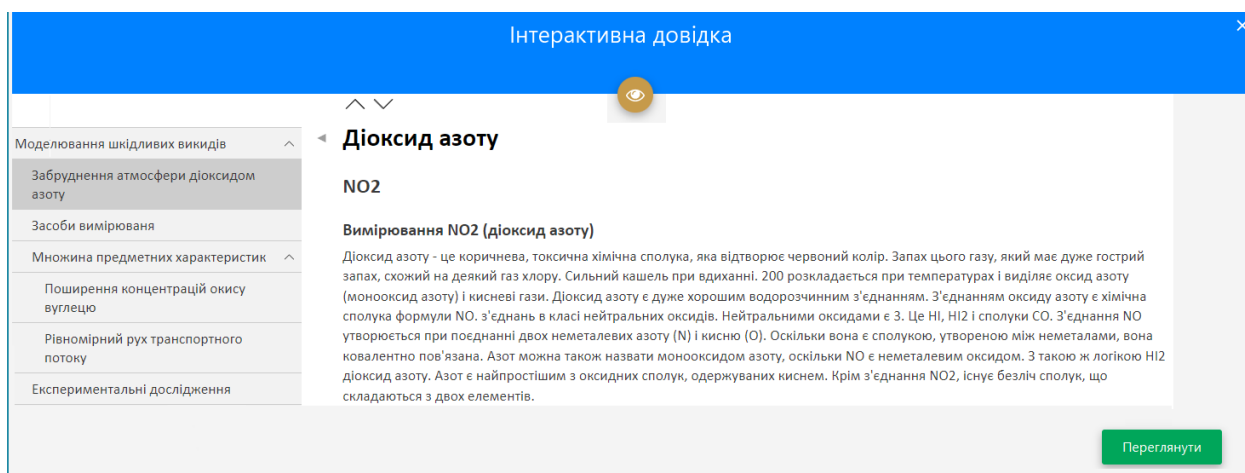 Інтерактивна довідка
Моделювання шкідливих викидів
Забруднення атмосфери діоксидом
азоту
Засоби вимірюваня
Множина предметних характеристик
Поширення концентрацій окису
вуглецю
Рівномірний рух транспортного
потоку
Експериментальні дослідження
Діоксид азоту
NO2
Вимірювання NO2 (діоксид азоту)
Діоксид азоту - це коричнева, токсична хімічна сполука, яка відтворює червоний колір. Запах цього газу, який має дуже гострий
запах, схожий на деякий газ хлору. Сильний кашель при вдиханні. 200 розкладається при температурах і виділяє оксид азоту
(монооксид азоту) і кисневі гази. Діоксид азоту є дуже хорошим водорозчинним з'єднанням. З'єднанням оксиду азоту є хімічна
сполука формули NO. з'єднань в класі нейтральних оксидів. Нейтральними оксидами є 3. Це НІ, НІ2 і сполуки СО. З'єднання NO
утворюється при поєднанні двох неметалевих азоту (N) і кисню (О). Оскільки вона є сполукою, утвореною між неметалами, вона
ковалентно пов'язана. Азот можна також назвати монооксидом азоту, оскільки NO є неметалевим оксидом. З такою ж логікою НІ2
діоксид азоту. Азот є найпростішим з оксидних сполук, одержуваних киснем. Крім з'єднання NO2, існує безліч сполук, що
складаються з двох елементів.
Переглянути